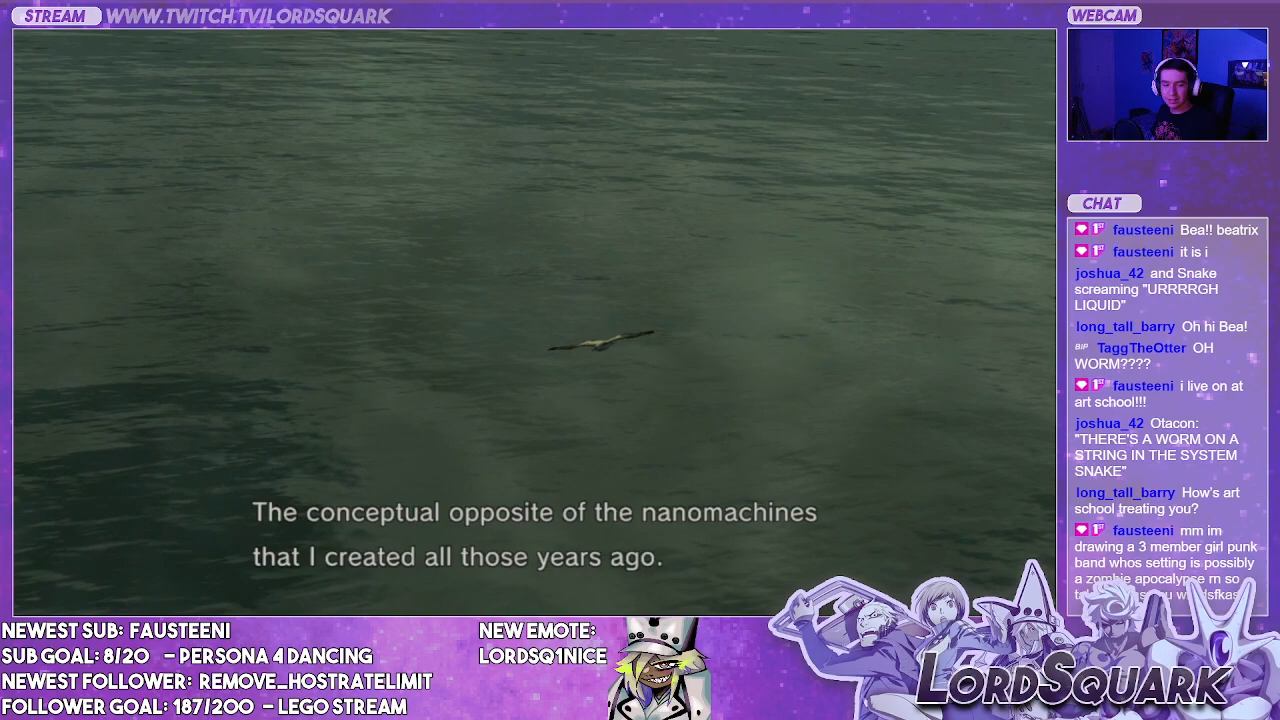 STREAM WWW.TWITCH.TV/LORDSQUARK
WEBCAM
CHAT
fausteeni Bea!! beatrix
fausteeni it is i
joshua_42 and Snake
screaming "URRRRGH
LIQUID"
long_tall_barry Oh hi Bea!
BIP TaggTheOtter OH
WORM????
fausteeni i live on at
art school!!!
joshua_42 Otacon:
"THERE'S A WORM ON A
STRING IN THE SYSTEM
SNAKE"
long_tall_barry How's art
school treating you?
fausteeni mm im
drawing a 3 member girl punk
band whos setting is possibly
a zombie apocalypse rn so
The conceptual opposite of the nanomachines
that I created all those years ago.
NEWEST SUB: FAUSTEENI
SUB GOAL: 8/20 - PERSONA 4 DANCING
NEWEST FOLLOWER: REMOVE_HOSTRATELIMIT
FOLLOWER GOAL: 187/200 - LEGO STREAM
NEW EMOTE:
LORDSQ1NICE
LORDSQUARK